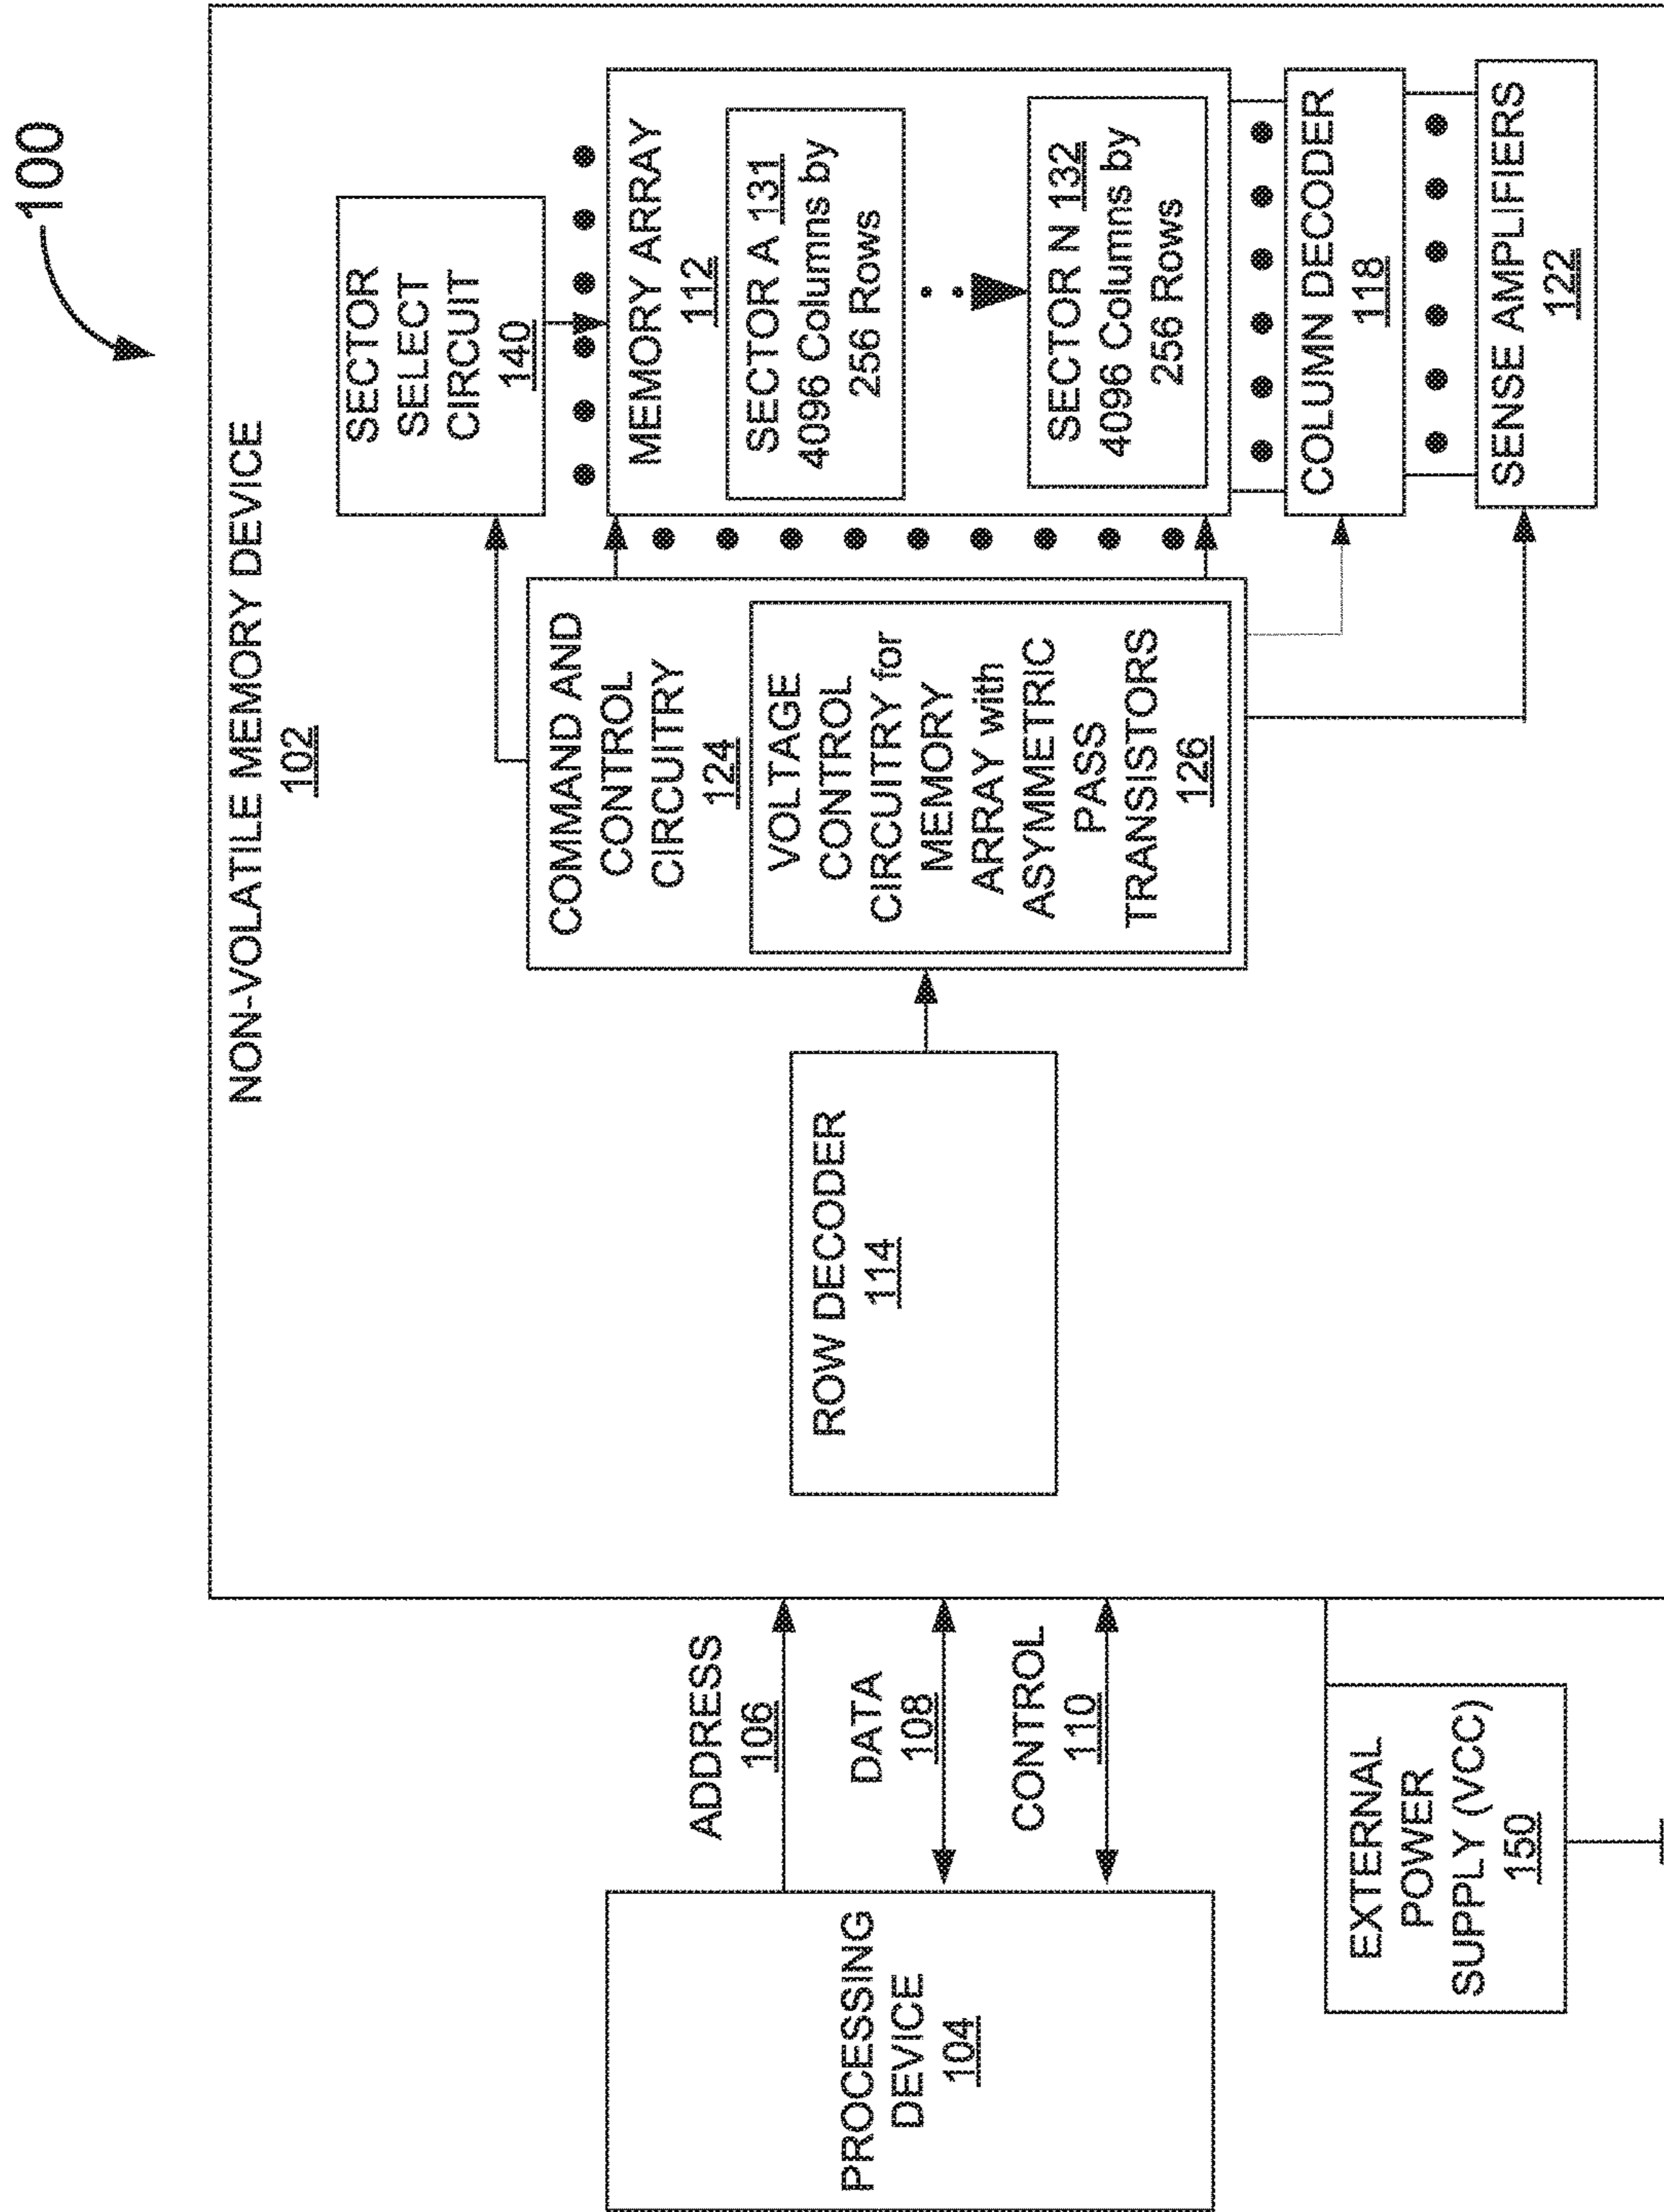 100
NON-VOLATILE MEMORY DEVICE
102
SECTOR
SELECT
CIRCUIT
140
COMMAND AND
CONTROL
CIRCUITRY
124
VOLTAGE
CONTROL
CIRCUITRY for
MEMORY
ARRAY with
ASYMMETRIC
PASS
TRANSISTORS
126
MEMORY ARRAY
112
SECTOR A 131
4096 Columns by
256 Rows
SECTOR N 132
4096 Columns by
256 Rows
COLUMN DECODER
118
SENSE AMPLIFIERS
122
ROW DECODER
114
ADDRESS
106
DATA
108
CONTROL
110
PROCESSING
DEVICE
104
EXTERNAL
POWER
SUPPLY (VCC)
150